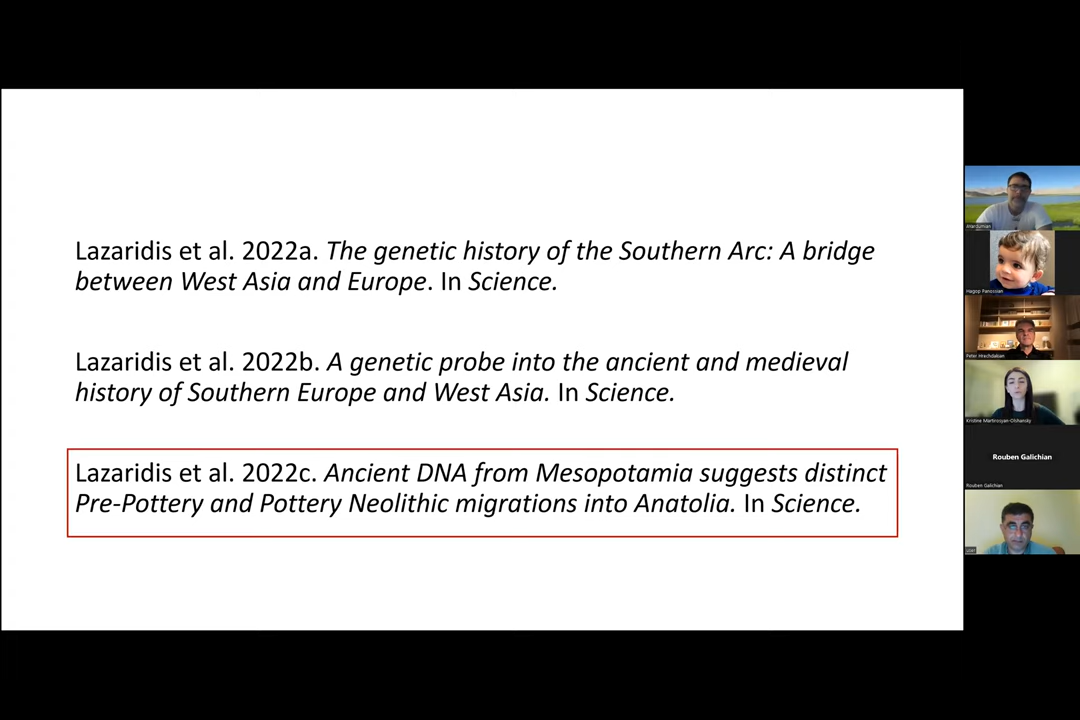 Lazaridis et al. 2022a. The genetic history of the Southern Arc: A bridge
between West Asia and Europe. In Science.
Lazaridis et al. 2022b. A genetic probe into the ancient and medieval
history of Southern Europe and West Asia. In Science.
Lazaridis et al. 2022c. Ancient DNA from Mesopotamia suggests distinct
Pre-Pottery and Pottery Neolithic migrations into Anatolia. In Science.
Hagop Panossian
Peter Hrechdakian
Kristine Martirosyan-Olshansky
Rouben Galichian
Rouben Galichian